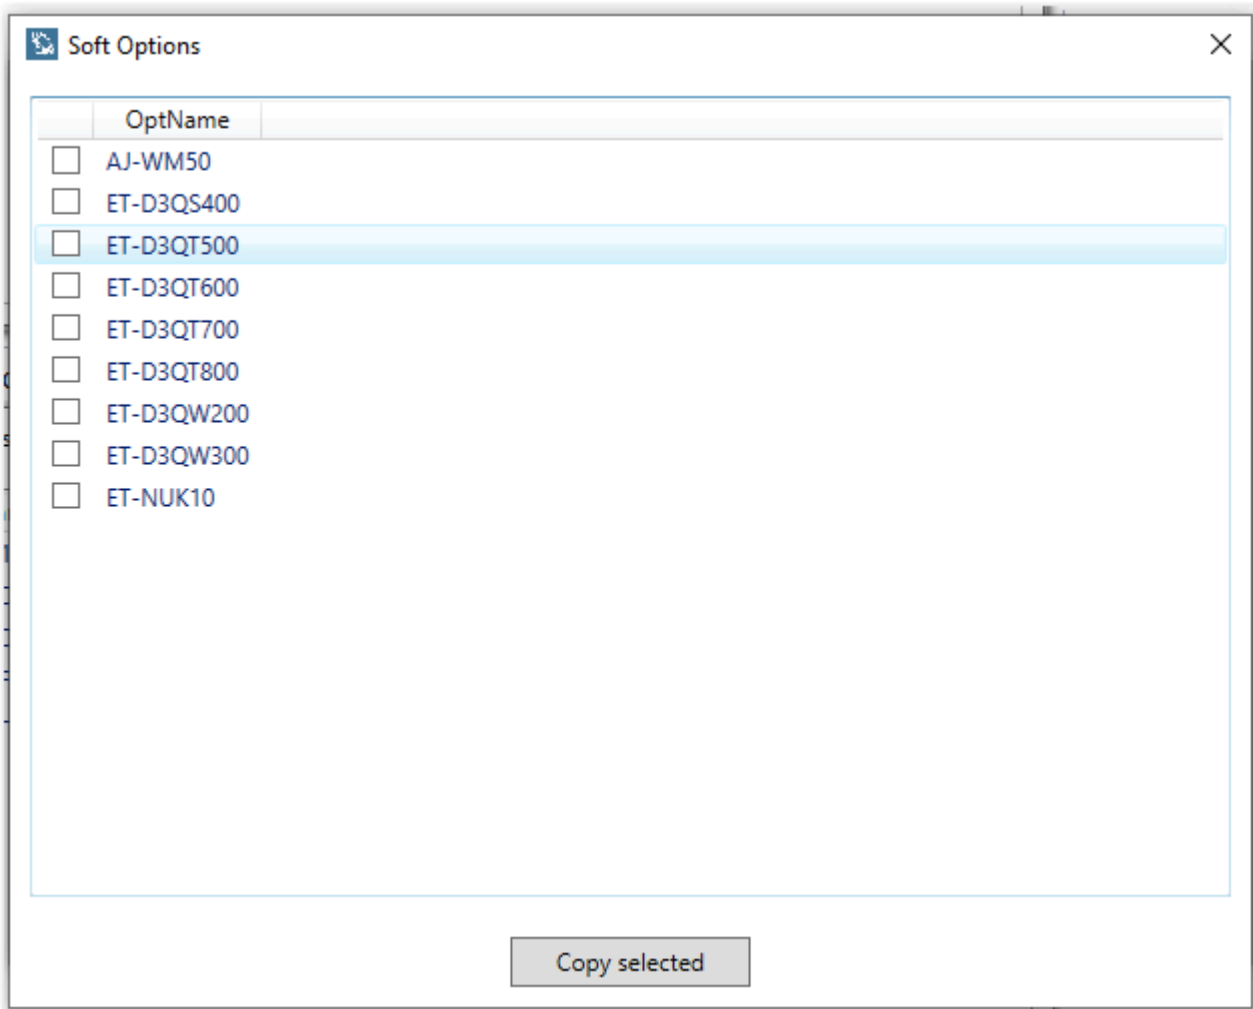 Soft Options
OptName
AJ-WM50
ET-D3QS400
ET-D3QT500
ET-D3QT600
ET-D3QT700
ET-D3QT800
ET-D3QW200
ET-D3QW300
ET-NUK10
Copy selected